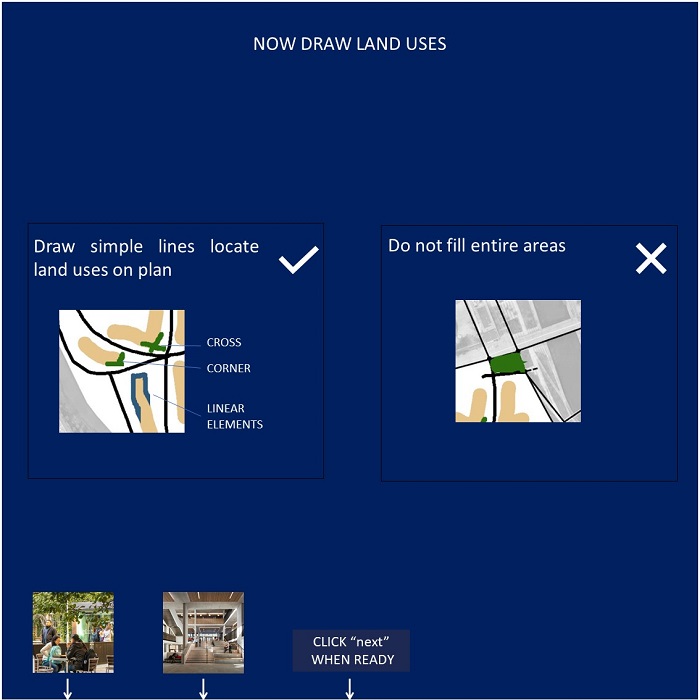 NOW DRAW LAND USES
Draw simple lines locate
land uses on plan
CROSS
CORNER
LINEAR
ELEMENTS
Do not fill entire areas
CLICK “next”
WHEN READY